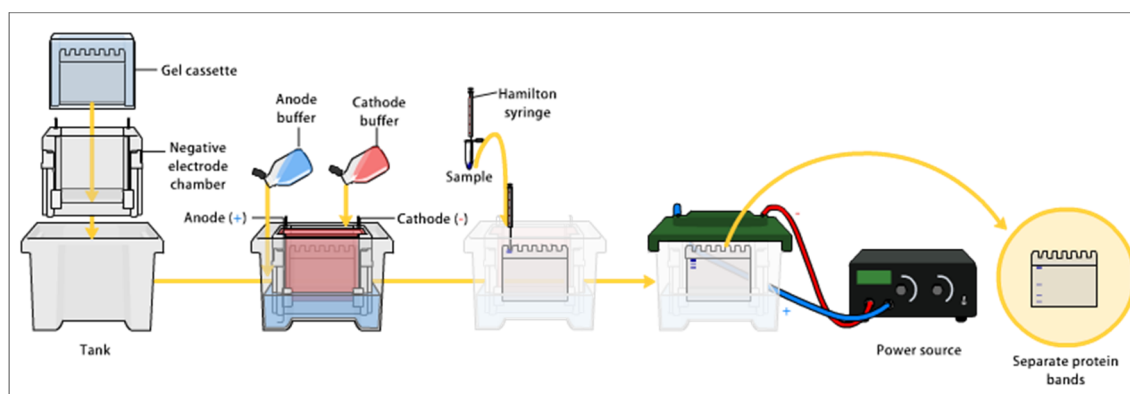 Gel cassette
Negative
electrode
chamber
Tank
Anode
buffer
Cathode
buffer
Anode (+)
Cathode (-)
Hamilton
syringe
Sample
-
+
Power source
Separate protein
bands